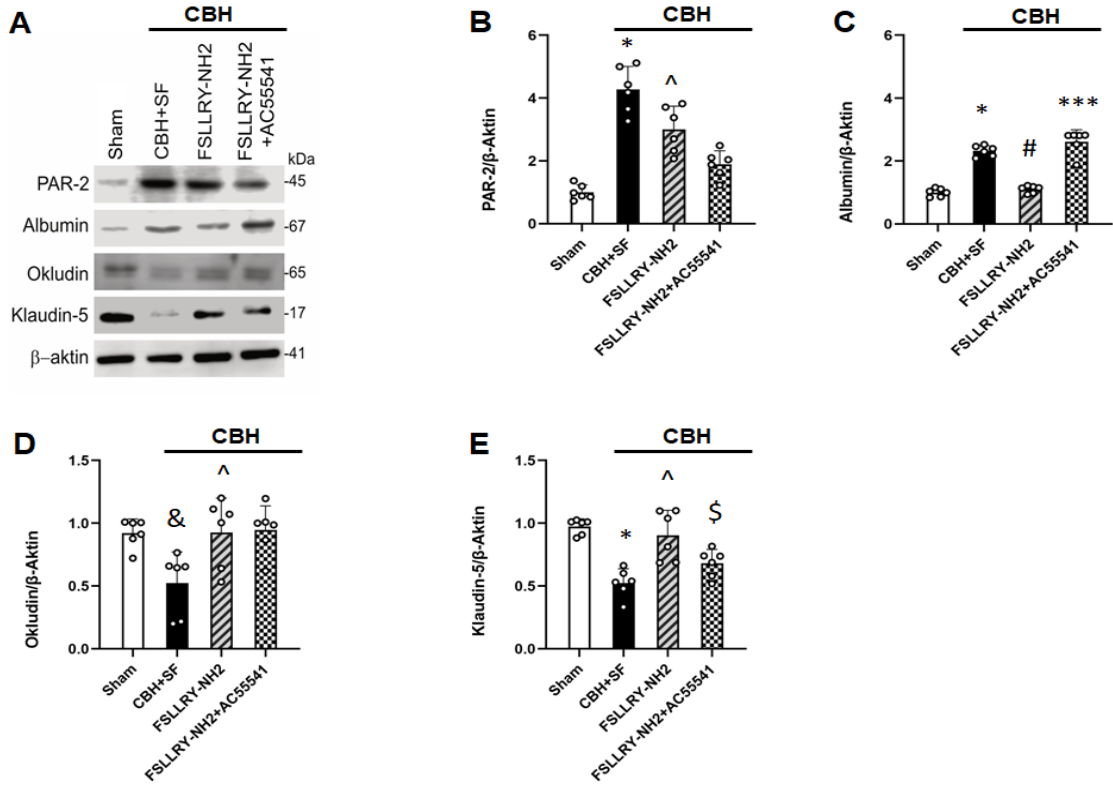 A
CBH
Sham
CBH+SF
FSLLRY-NH2
FSLLRY-NH2
+AC55541
kDa
PAR-2
-45
Albumin
-67
Okludin
-65
Klaudin-5
-17
β–aktin
-41
B
CBH
PAR-2/β-Aktin
6
4
2
0
*
^
Sham
CBH+SF
FSLLRY-NH2
FSLLRY-NH2+AC55541
C
CBH
Albumin/β-Aktin
6
4
2
0
*
#
***
Sham
CBH+SF
FSLLRY-NH2
FSLLRY-NH2+AC55541
D
CBH
Okludin/β-Aktin
1.5
1.0
0.5
0.0
&
^
Sham
CBH+SF
FSLLRY-NH2
FSLLRY-NH2+AC55541
E
CBH
Klaudin-5/β-Aktin
1.5
1.0
0.5
0.0
*
^
$
Sham
CBH+SF
FSLLRY-NH2
FSLLRY-NH2+AC55541